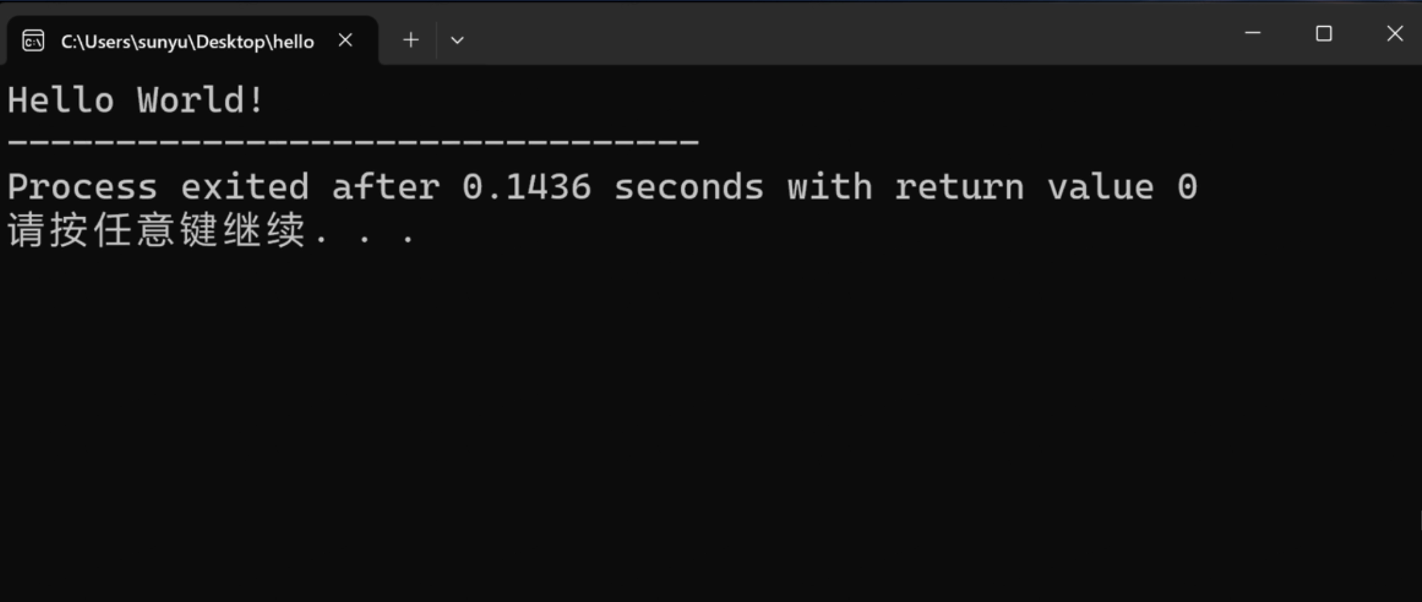 C:\Users\sunyu\Desktop\hello
Hello World!
--------------------------------
Process exited after 0.1436 seconds with return value 0
请按任意键继续. . .